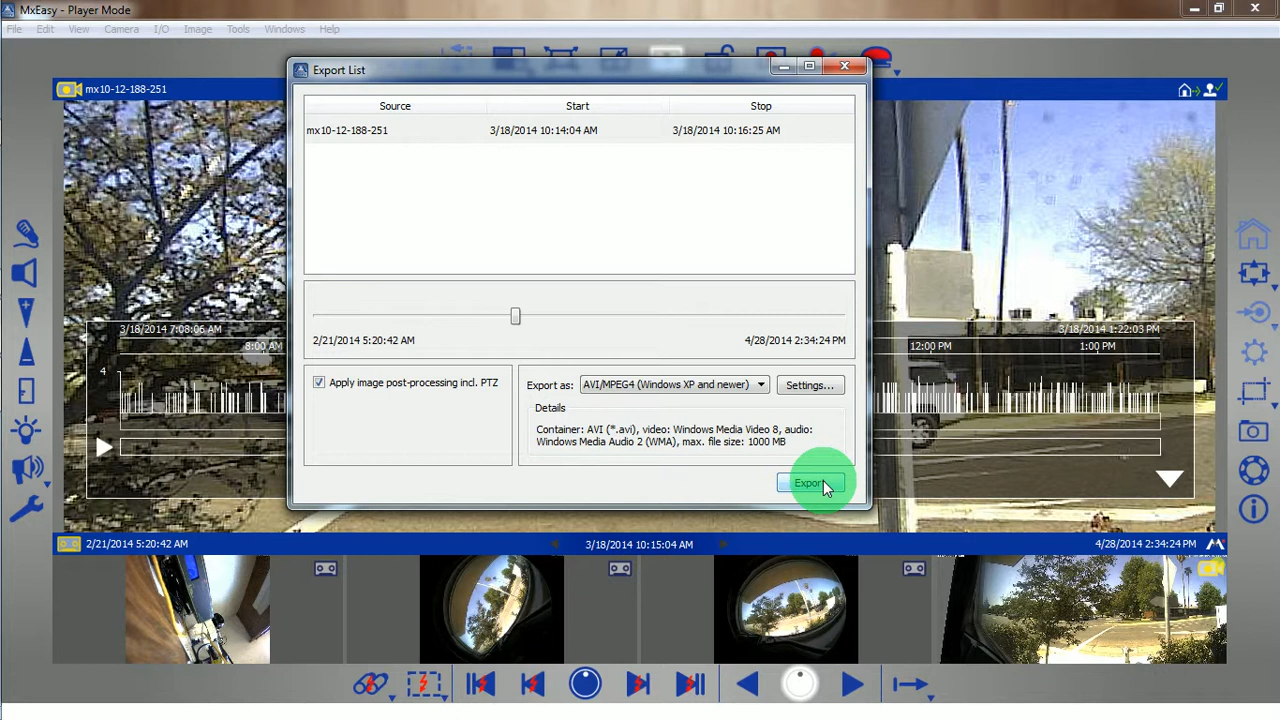 MxEasy - Player Mode
File Edit View Camera I/O Image Tools Windows Help
Export List
mx10-12-188-251
Source Start Stop
mx10-12-188-251 3/18/2014 10:14:04 AM 3/18/2014 10:16:25 AM
3/18/2014 7:08:06 AM 3/18/2014 1:22:03 PM
2/21/2014 5:20:42 AM 4/28/2014 2:34:24 PM
8:00 AM 12:00 PM 1:00 PM
4
Apply image post-processing incl. PTZ
Export as: AVI/MPEG4 (Windows XP and newer) Settings...
Details
Container: AVI (*.avi), video: Windows Media Video 8, audio:
Windows Media Audio 2 (WMA), max. file size: 1000 MB
Export
2/21/2014 5:20:42 AM 3/18/2014 10:15:04 AM 4/28/2014 2:34:24 PM